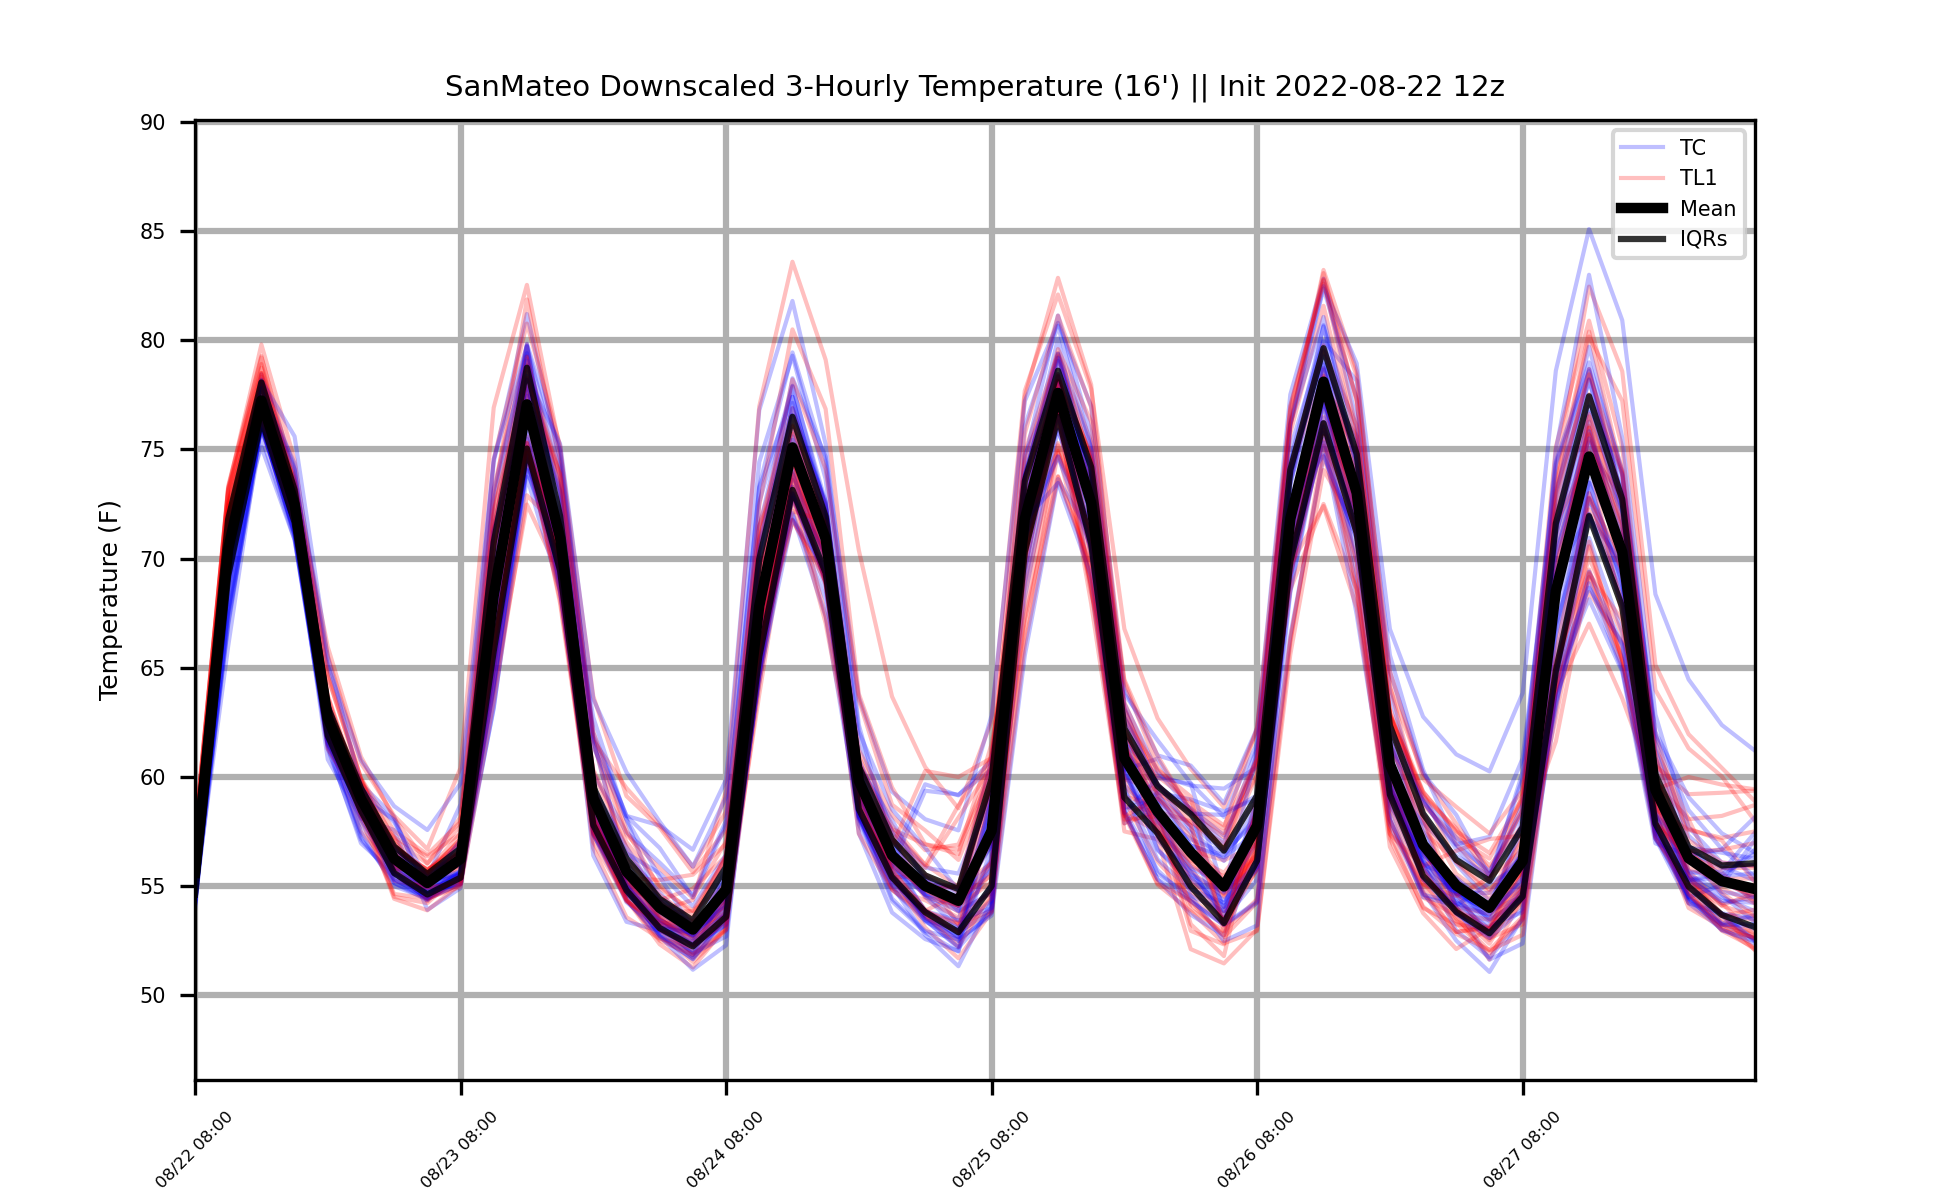 SanMateo Downscaled 3-Hourly Temperature (16') || Init 2022-08-22 12z
TC
TL1
Mean
IQRs
Temperature (F)
90
85
80
75
70
65
60
55
50
08/22 08:00
08/23 08:00
08/24 08:00
08/25 08:00
08/26 08:00
08/27 08:00